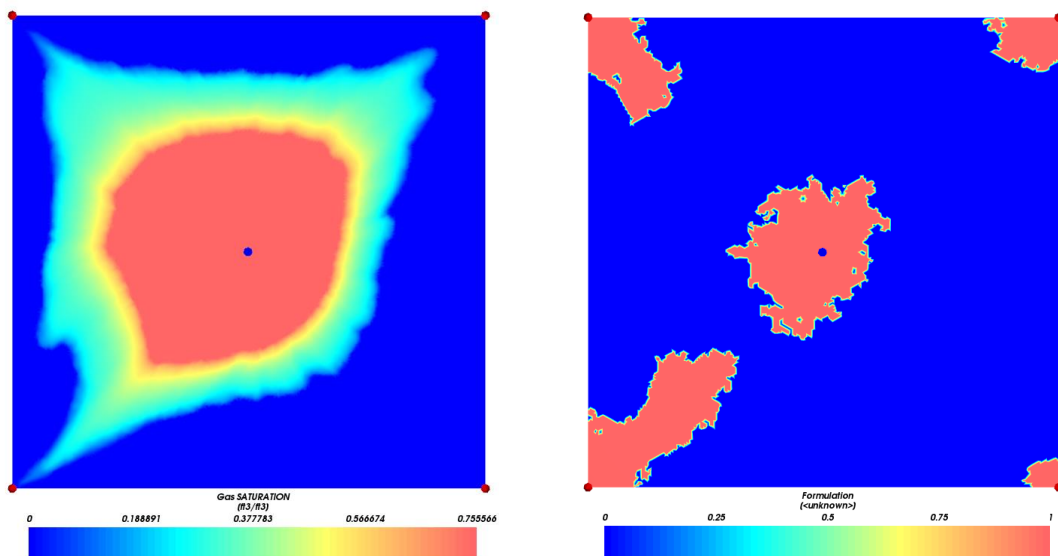 Gas SATURATION
(ft3/ft3)
0 0.188891 0.377783 0.566674 0.755566
Formulation
(<unknown>)
0 0.25 0.5 0.75 1